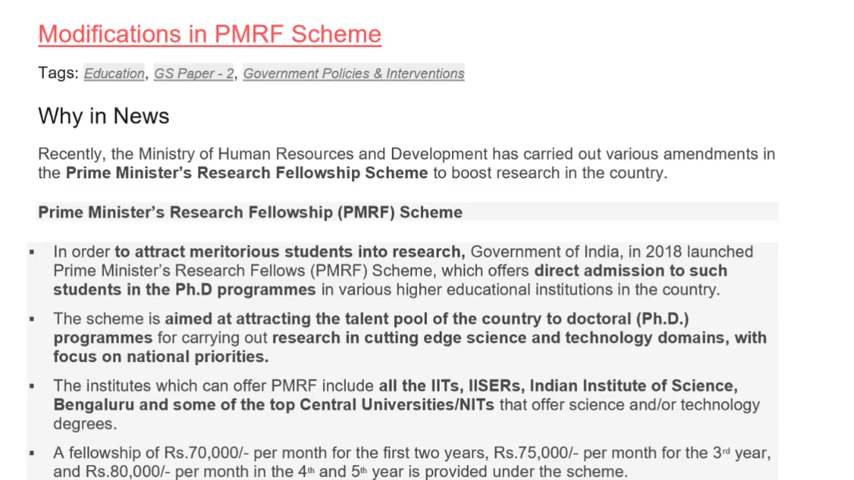 Modifications in PMRF Scheme
Tags: Education, GS Paper - 2, Government Policies & Interventions
Why in News
Recently, the Ministry of Human Resources and Development has carried out various amendments in
the Prime Minister's Research Fellowship Scheme to boost research in the country.
Prime Minister's Research Fellowship (PMRF) Scheme
▪ In order to attract meritorious students into research, Government of India, in 2018 launched
Prime Minister's Research Fellows (PMRF) Scheme, which offers direct admission to such
students in the Ph.D programmes in various higher educational institutions in the country.
▪ The scheme is aimed at attracting the talent pool of the country to doctoral (Ph.D.)
programmes for carrying out research in cutting edge science and technology domains, with
focus on national priorities.
▪ The institutes which can offer PMRF include all the IITs, IISERs, Indian Institute of Science,
Bengaluru and some of the top Central Universities/NITs that offer science and/or technology
degrees.
▪ A fellowship of Rs.70,000/- per month for the first two years, Rs.75,000/- per month for the 3rd year,
and Rs.80,000/- per month in the 4th and 5th year is provided under the scheme.